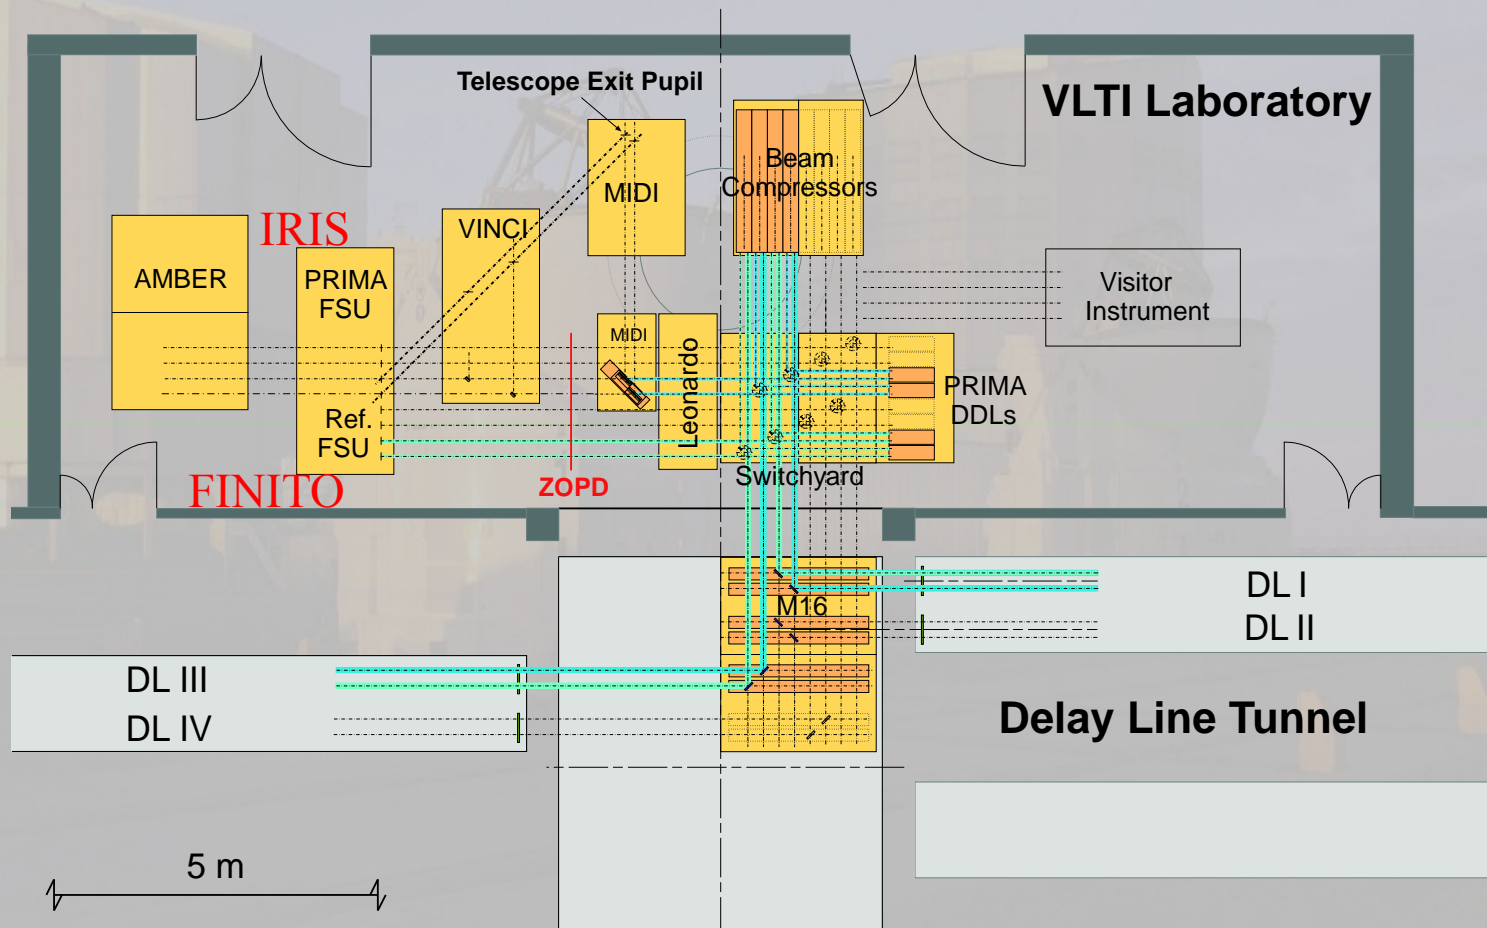 Telescope Exit Pupil
VLTI Laboratory
MIDI
Beam
Compressors
IRIS
VINCI
AMBER
PRIMA
FSU
Visitor
Instrument
MIDI
Leonardo
PRIMA
DDLs
Ref.
FSU
Switchyard
FINITO
ZOPD
DL I
M16
DL II
DL III
DL IV
Delay Line Tunnel
5 m